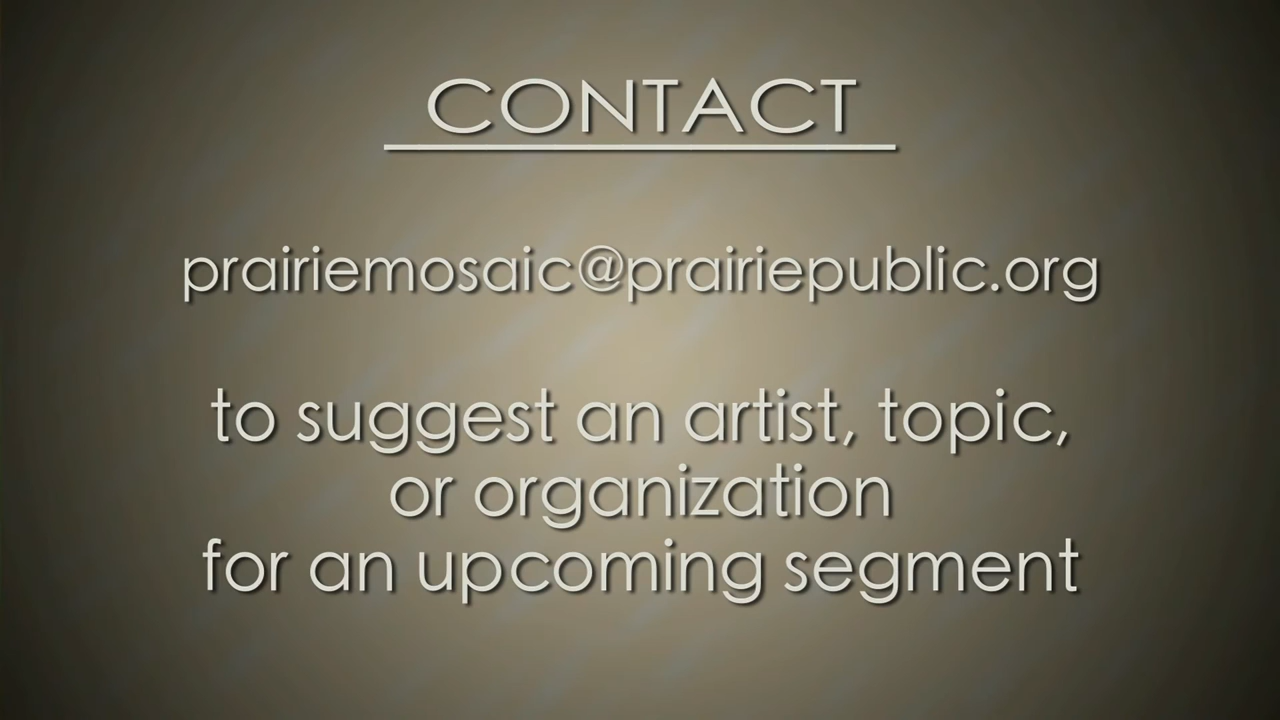 CONTACT
prairiemosaic@prairiepublic.org
to suggest an artist, topic,
or organization
for an upcoming segment